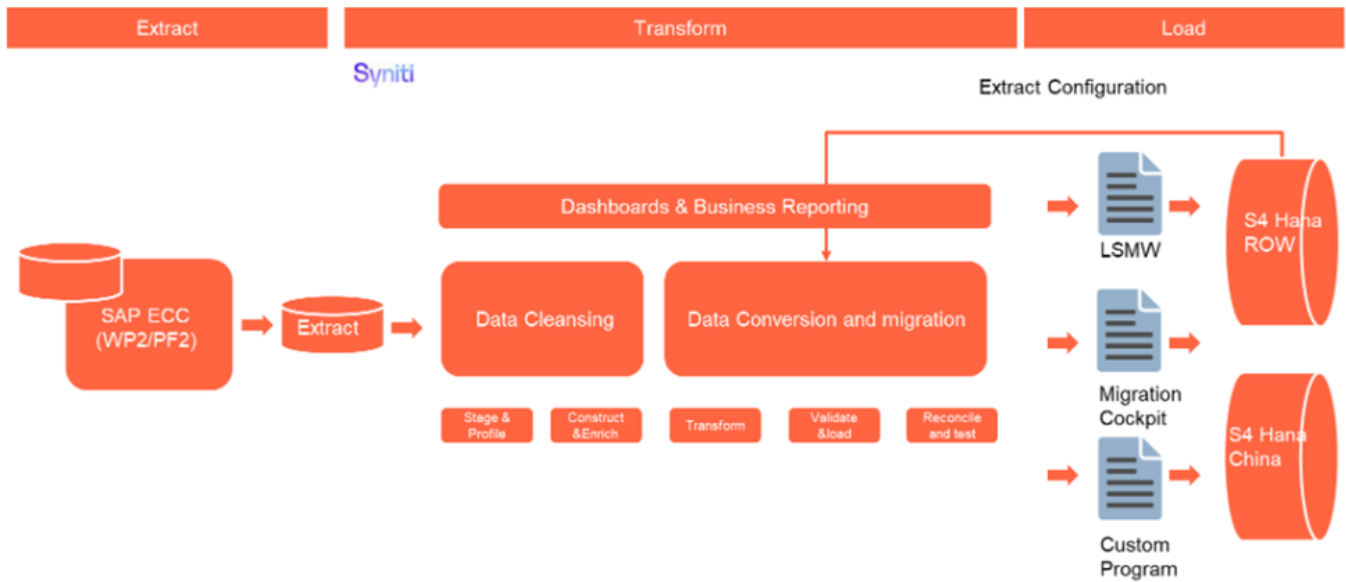 Extract
Transform
Load
Syniti
Extract Configuration
Dashboards & Business Reporting
SAP ECC
(WP2/PF2)
Extract
Data Cleansing
Data Conversion and migration
Stage &
Profile
Construct
&Enrich
Transform
Validate
&load
Reconcile
and test
LSMW
Migration
Cockpit
Custom
Program
S4 Hana
ROW
S4 Hana
China